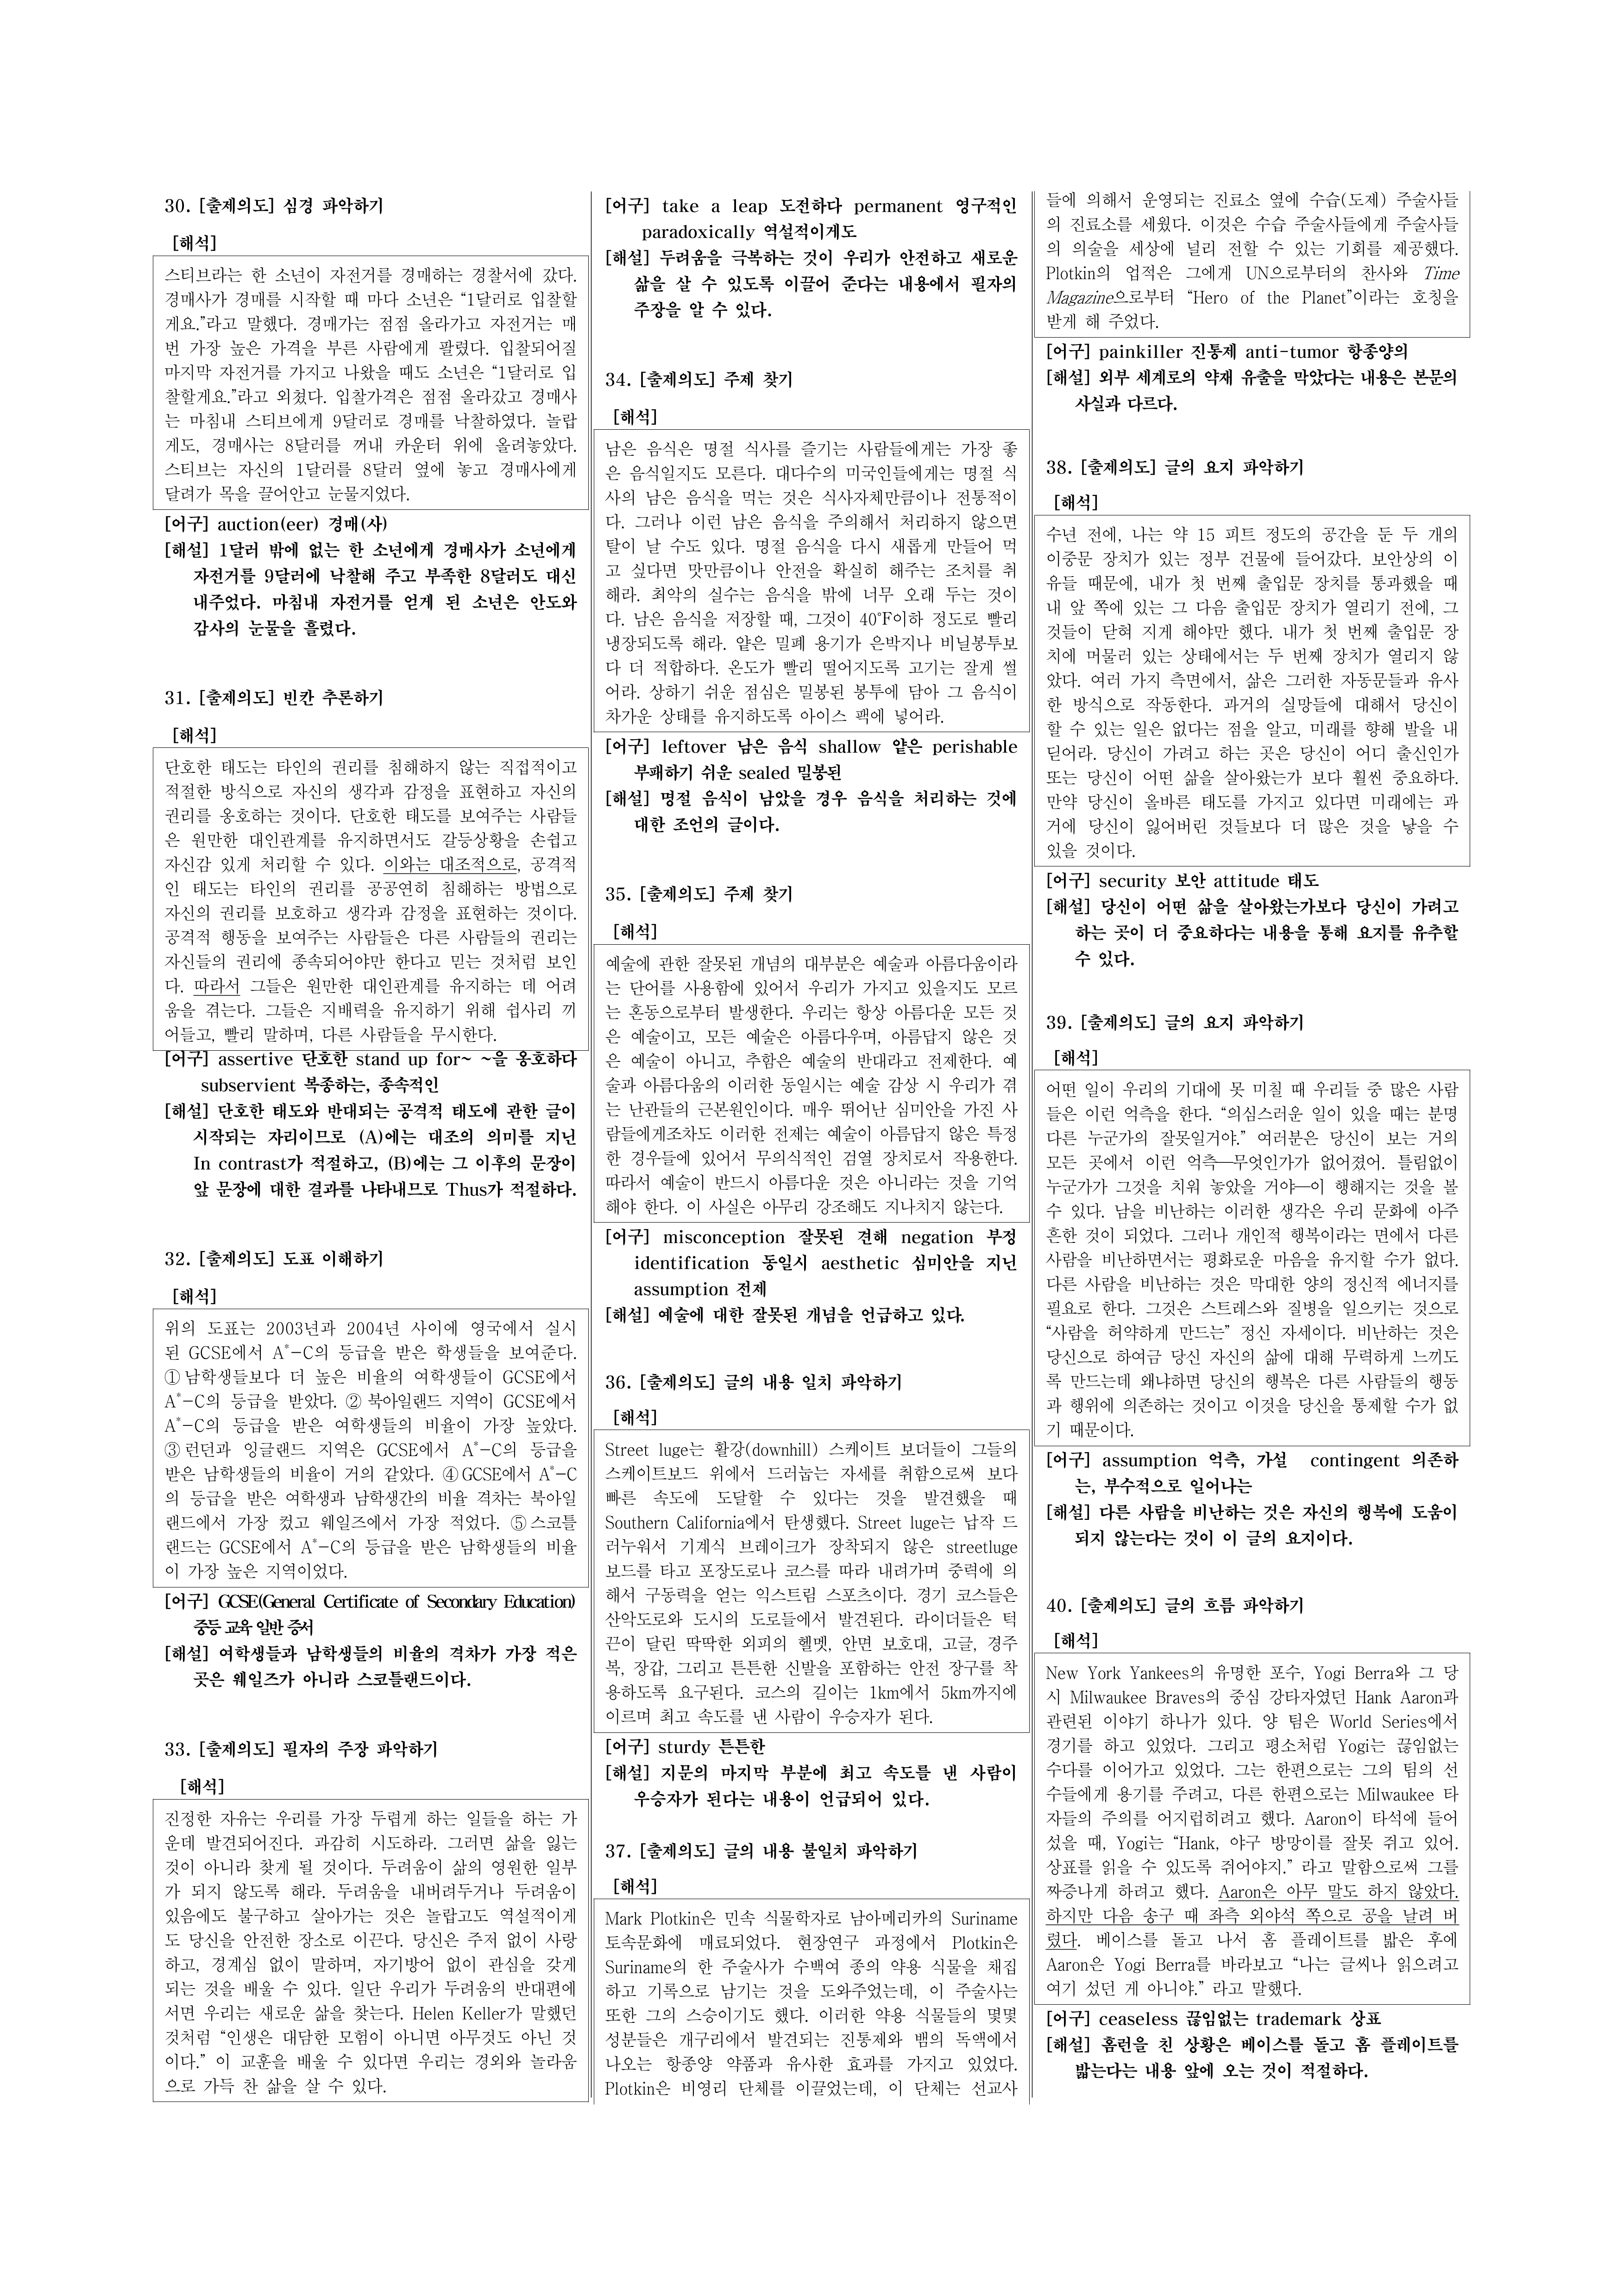 30. [출제의도] 심경 파악하기
[해석]
스티브라는 한 소년이 자전거를 경매하는 경찰서에 갔다.
경매사가 경매를 시작할 때 마다 소년은 “1달러로 입찰할
게요.”라고 말했다. 경매가는 점점 올라가고 자전거는 매
번 가장 높은 가격을 부른 사람에게 팔렸다. 입찰되어질
마지막 자전거를 가지고 나왔을 때도 소년은 “1달러로 입
찰할게요.”라고 외쳤다. 입찰가격은 점점 올라갔고 경매사
는 마침내 스티브에게 9달러로 경매를 낙찰하였다. 놀랍
게도, 경매사는 8달러를 꺼내 카운터 위에 올려놓았다.
스티브는 자신의 1달러를 8달러 옆에 놓고 경매사에게
달려가 목을 끌어안고 눈물지었다.
[어구] auction(eer) 경매(사)
[해설] 1달러 밖에 없는 한 소년에게 경매사가 소년에게
자전거를 9달러에 낙찰해 주고 부족한 8달러도 대신
내주었다. 마침내 자전거를 얻게 된 소년은 안도와
감사의 눈물을 흘렸다.
31. [출제의도] 빈칸 추론하기
[해석]
단호한 태도는 타인의 권리를 침해하지 않는 직접적이고
적절한 방식으로 자신의 생각과 감정을 표현하고 자신의
권리를 옹호하는 것이다. 단호한 태도를 보여주는 사람들
은 원만한 대인관계를 유지하면서도 갈등상황을 손쉽고
자신감 있게 처리할 수 있다. 이와는 대조적으로, 공격적
인 태도는 타인의 권리를 공공연히 침해하는 방법으로
자신의 권리를 보호하고 생각과 감정을 표현하는 것이다.
공격적 행동을 보여주는 사람들은 다른 사람들의 권리는
자신들의 권리에 종속되어야만 한다고 믿는 것처럼 보인
다. 따라서 그들은 원만한 대인관계를 유지하는 데 어려
움을 겪는다. 그들은 지배력을 유지하기 위해 쉽사리 끼
어들고, 빨리 말하며, 다른 사람들을 무시한다.
[어구] assertive 단호한 stand up for~ ~을 옹호하다
subservient 복종하는, 종속적인
[해설] 단호한 태도와 반대되는 공격적 태도에 관한 글이
시작되는 자리이므로 (A)에는 대조의 의미를 지닌
In contrast가 적절하고, (B)에는 그 이후의 문장이
앞 문장에 대한 결과를 나타내므로 Thus가 적절하다.
32. [출제의도] 도표 이해하기
[해석]
위의 도표는 2003년과 2004년 사이에 영국에서 실시
된 GCSE에서 A*-C의 등급을 받은 학생들을 보여준다.
① 남학생들보다 더 높은 비율의 여학생들이 GCSE에서
A*-C의 등급을 받았다. ② 북아일랜드 지역이 GCSE에서
A*-C의 등급을 받은 여학생들의 비율이 가장 높았다.
③ 런던과 잉글랜드 지역은 GCSE에서 A*-C의 등급을
받은 남학생들의 비율이 거의 같았다. ④ GCSE에서 A*-C
의 등급을 받은 여학생과 남학생간의 비율 격차는 북아일
랜드에서 가장 컸고 웨일즈에서 가장 적었다. ⑤ 스코틀
랜드는 GCSE에서 A*-C의 등급을 받은 남학생들의 비율
이 가장 높은 지역이었다.
[어구] GCSE(General Certificate of Secondary Education)
중등 교육 일반 증서
[해설] 여학생들과 남학생들의 비율의 격차가 가장 적은
곳은 웨일즈가 아니라 스코틀랜드이다.
33. [출제의도] 필자의 주장 파악하기
[해석]
진정한 자유는 우리를 가장 두렵게 하는 일들을 하는 가
운데 발견되어진다. 과감히 시도하라. 그러면 삶을 잃는
것이 아니라 찾게 될 것이다. 두려움이 삶의 영원한 일부
가 되지 않도록 해라. 두려움을 내버려두거나 두려움이
있음에도 불구하고 살아가는 것은 놀랍고도 역설적이게
도 당신을 안전한 장소로 이끈다. 당신은 주저 없이 사랑
하고, 경계심 없이 말하며, 자기방어 없이 관심을 갖게
되는 것을 배울 수 있다. 일단 우리가 두려움의 반대편에
서면 우리는 새로운 삶을 찾는다. Helen Keller가 말했던
것처럼 “인생은 대담한 모험이 아니면 아무것도 아닌 것
이다.” 이 교훈을 배울 수 있다면 우리는 경외와 놀라움
으로 가득 찬 삶을 살 수 있다.
[어구] take a leap 도전하다 permanent 영구적인
paradoxically 역설적이게도
[해설] 두려움을 극복하는 것이 우리가 안전하고 새로운
삶을 살 수 있도록 이끌어 준다는 내용에서 필자의
주장을 알 수 있다.
34. [출제의도] 주제 찾기
[해석]
남은 음식은 명절 식사를 즐기는 사람들에게는 가장 좋
은 음식일지도 모른다. 대다수의 미국인들에게는 명절 식
사의 남은 음식을 먹는 것은 식사자체만큼이나 전통적이
다. 그러나 이런 남은 음식을 주의해서 처리하지 않으면
탈이 날 수도 있다. 명절 음식을 다시 새롭게 만들어 먹
고 싶다면 맛만큼이나 안전을 확실히 해주는 조치를 취
해라. 최악의 실수는 음식을 밖에 너무 오래 두는 것이
다. 남은 음식을 저장할 때, 그것이 40°F이하 정도로 빨리
냉장되도록 해라. 얕은 밀폐 용기가 은박지나 비닐봉투보
다 더 적합하다. 온도가 빨리 떨어지도록 고기는 잘게 썰
어라. 상하기 쉬운 점심은 밀봉된 봉투에 담아 그 음식이
차가운 상태를 유지하도록 아이스 팩에 넣어라.
[어구] leftover 남은 음식 shallow 얕은 perishable
부패하기 쉬운 sealed 밀봉된
[해설] 명절 음식이 남았을 경우 음식을 처리하는 것에
대한 조언의 글이다.
35. [출제의도] 주제 찾기
[해석]
예술에 관한 잘못된 개념의 대부분은 예술과 아름다움이라
는 단어를 사용함에 있어서 우리가 가지고 있을지도 모르
는 혼동으로부터 발생한다. 우리는 항상 아름다운 모든 것
은 예술이고, 모든 예술은 아름다우며, 아름답지 않은 것
은 예술이 아니고, 추함은 예술의 반대라고 전제한다. 예
술과 아름다움의 이러한 동일시는 예술 감상 시 우리가 겪
는 난관들의 근본원인이다. 매우 뛰어난 심미안을 가진 사
람들에게조차도 이러한 전제는 예술이 아름답지 않은 특정
한 경우들에 있어서 무의식적인 검열 장치로서 작용한다.
따라서 예술이 반드시 아름다운 것은 아니라는 것을 기억
해야 한다. 이 사실은 아무리 강조해도 지나치지 않는다.
[어구] misconception 잘못된 견해 negation 부정
identification 동일시 aesthetic 심미안을 지닌
assumption 전제
[해설] 예술에 대한 잘못된 개념을 언급하고 있다.
36. [출제의도] 글의 내용 일치 파악하기
[해석]
Street luge는 활강(downhill) 스케이트 보더들이 그들의
스케이트보드 위에서 드러눕는 자세를 취함으로써 보다
빠른 속도에 도달할 수 있다는 것을 발견했을 때
Southern California에서 탄생했다. Street luge는 납작 드
러누워서 기계식 브레이크가 장착되지 않은 streetluge
보드를 타고 포장도로나 코스를 따라 내려가며 중력에 의
해서 구동력을 얻는 익스트림 스포츠이다. 경기 코스들은
산악도로와 도시의 도로들에서 발견된다. 라이더들은 턱
끈이 달린 딱딱한 외피의 헬멧, 안면 보호대, 고글, 경주
복, 장갑, 그리고 튼튼한 신발을 포함하는 안전 장구를 착
용하도록 요구된다. 코스의 길이는 1km에서 5km까지에
이르며 최고 속도를 낸 사람이 우승자가 된다.
[어구] sturdy 튼튼한
[해설] 지문의 마지막 부분에 최고 속도를 낸 사람이
우승자가 된다는 내용이 언급되어 있다.
37. [출제의도] 글의 내용 불일치 파악하기
[해석]
Mark Plotkin은 민속 식물학자로 남아메리카의 Suriname
토속문화에 매료되었다. 현장연구 과정에서 Plotkin은
Suriname의 한 주술사가 수백여 종의 약용 식물을 채집
하고 기록으로 남기는 것을 도와주었는데, 이 주술사는
또한 그의 스승이기도 했다. 이러한 약용 식물들의 몇몇
성분들은 개구리에서 발견되는 진통제와 뱀의 독액에서
나오는 항종양 약품과 유사한 효과를 가지고 있었다.
Plotkin은 비영리 단체를 이끌었는데, 이 단체는 선교사
들에 의해서 운영되는 진료소 옆에 수습(도제) 주술사들
의 진료소를 세웠다. 이것은 수습 주술사들에게 주술사들
의 의술을 세상에 널리 전할 수 있는 기회를 제공했다.
Plotkin의 업적은 그에게 UN으로부터의 찬사와 Time
Magazine으로부터 “Hero of the Planet”이라는 호칭을
받게 해 주었다.
[어구] painkiller 진통제 anti-tumor 항종양의
[해설] 외부 세계로의 약재 유출을 막았다는 내용은 본문의
사실과 다르다.
38. [출제의도] 글의 요지 파악하기
[해석]
수년 전에, 나는 약 15 피트 정도의 공간을 둔 두 개의
이중문 장치가 있는 정부 건물에 들어갔다. 보안상의 이
유들 때문에, 내가 첫 번째 출입문 장치를 통과했을 때
내 앞 쪽에 있는 그 다음 출입문 장치가 열리기 전에, 그
것들이 닫혀 지게 해야만 했다. 내가 첫 번째 출입문 장
치에 머물러 있는 상태에서는 두 번째 장치가 열리지 않
았다. 여러 가지 측면에서, 삶은 그러한 자동문들과 유사
한 방식으로 작동한다. 과거의 실망들에 대해서 당신이
할 수 있는 일은 없다는 점을 알고, 미래를 향해 발을 내
딛어라. 당신이 가려고 하는 곳은 당신이 어디 출신인가
또는 당신이 어떤 삶을 살아왔는가 보다 훨씬 중요하다.
만약 당신이 올바른 태도를 가지고 있다면 미래에는 과
거에 당신이 잃어버린 것들보다 더 많은 것을 낳을 수
있을 것이다.
[어구] security 보안 attitude 태도
[해설] 당신이 어떤 삶을 살아왔는가보다 당신이 가려고
하는 곳이 더 중요하다는 내용을 통해 요지를 유추할
수 있다.
39. [출제의도] 글의 요지 파악하기
[해석]
어떤 일이 우리의 기대에 못 미칠 때 우리들 중 많은 사람
들은 이런 억측을 한다. “의심스러운 일이 있을 때는 분명
다른 누군가의 잘못일거야.” 여러분은 당신이 보는 거의
모든 곳에서 이런 억측—무엇인가가 없어졌어. 틀림없이
누군가가 그것을 치워 놓았을 거야—이 행해지는 것을 볼
수 있다. 남을 비난하는 이러한 생각은 우리 문화에 아주
흔한 것이 되었다. 그러나 개인적 행복이라는 면에서 다른
사람을 비난하면서는 평화로운 마음을 유지할 수가 없다.
다른 사람을 비난하는 것은 막대한 양의 정신적 에너지를
필요로 한다. 그것은 스트레스와 질병을 일으키는 것으로
“사람을 허약하게 만드는” 정신 자세이다. 비난하는 것은
당신으로 하여금 당신 자신의 삶에 대해 무력하게 느끼도
록 만드는데 왜냐하면 당신의 행복은 다른 사람들의 행동
과 행위에 의존하는 것이고 이것을 당신을 통제할 수가 없
기 때문이다.
[어구] assumption 억측, 가설 contingent 의존하
는, 부수적으로 일어나는
[해설] 다른 사람을 비난하는 것은 자신의 행복에 도움이
되지 않는다는 것이 이 글의 요지이다.
40. [출제의도] 글의 흐름 파악하기
[해석]
New York Yankees의 유명한 포수, Yogi Berra와 그 당
시 Milwaukee Braves의 중심 강타자였던 Hank Aaron과
관련된 이야기 하나가 있다. 양 팀은 World Series에서
경기를 하고 있었다. 그리고 평소처럼 Yogi는 끊임없는
수다를 이어가고 있었다. 그는 한편으로는 그의 팀의 선
수들에게 용기를 주려고, 다른 한편으로는 Milwaukee 타
자들의 주의를 어지럽히려고 했다. Aaron이 타석에 들어
섰을 때, Yogi는 “Hank, 야구 방망이를 잘못 쥐고 있어.
상표를 읽을 수 있도록 쥐어야지.” 라고 말함으로써 그를
짜증나게 하려고 했다. Aaron은 아무 말도 하지 않았다.
하지만 다음 송구 때 좌측 외야석 쪽으로 공을 날려 버
렸다. 베이스를 돌고 나서 홈 플레이트를 밟은 후에
Aaron은 Yogi Berra를 바라보고 “나는 글씨나 읽으려고
여기 섰던 게 아니야.” 라고 말했다.
[어구] ceaseless 끊임없는 trademark 상표
[해설] 홈런을 친 상황은 베이스를 돌고 홈 플레이트를
밟는다는 내용 앞에 오는 것이 적절하다.